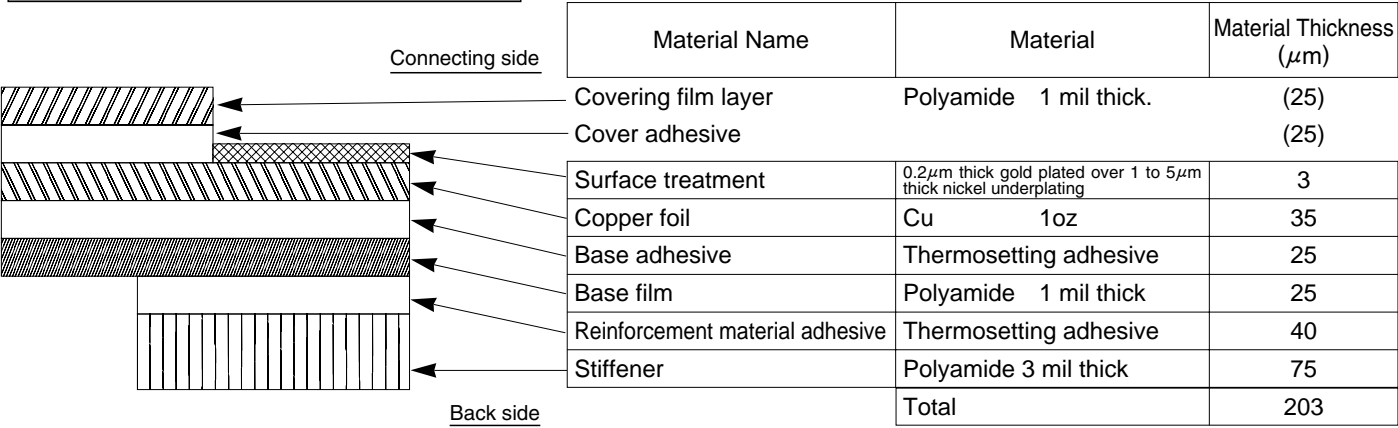 Connecting side
Material Name Material Material Thickness
(μm)
Covering film layer Polyamide 1 mil thick. (25)
Cover adhesive (25)
Surface treatment 0.2μm thick gold plated over 1 to 5μm
thick nickel underplating 3
Copper foil Cu 1oz 35
Base adhesive Thermosetting adhesive 25
Base film Polyamide 1 mil thick 25
Reinforcement material adhesive Thermosetting adhesive 40
Stiffener Polyamide 3 mil thick 75
Back side
Total 203